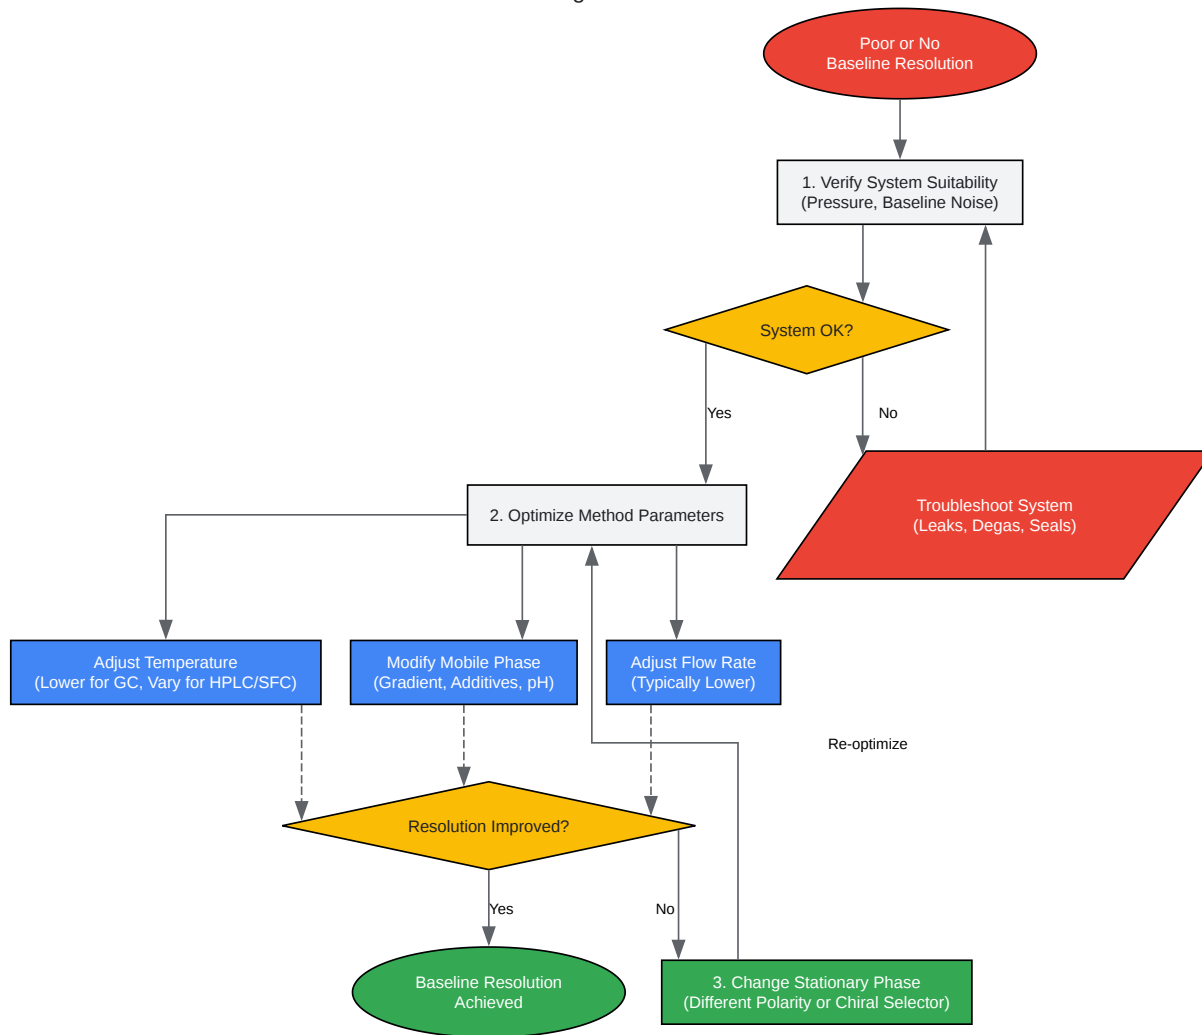 Poor or No
Baseline Resolution
1. Verify System Suitability
(Pressure, Baseline Noise)
System OK?
Yes
No
Troubleshoot System
(Leaks, Degas, Seals)
2. Optimize Method Parameters
Adjust Temperature
(Lower for GC, Vary for HPLC/SFC)
Modify Mobile Phase
(Gradient, Additives, pH)
Adjust Flow Rate
(Typically Lower)
Re-optimize
Resolution Improved?
Yes
No
Baseline Resolution
Achieved
3. Change Stationary Phase
(Different Polarity or Chiral Selector)